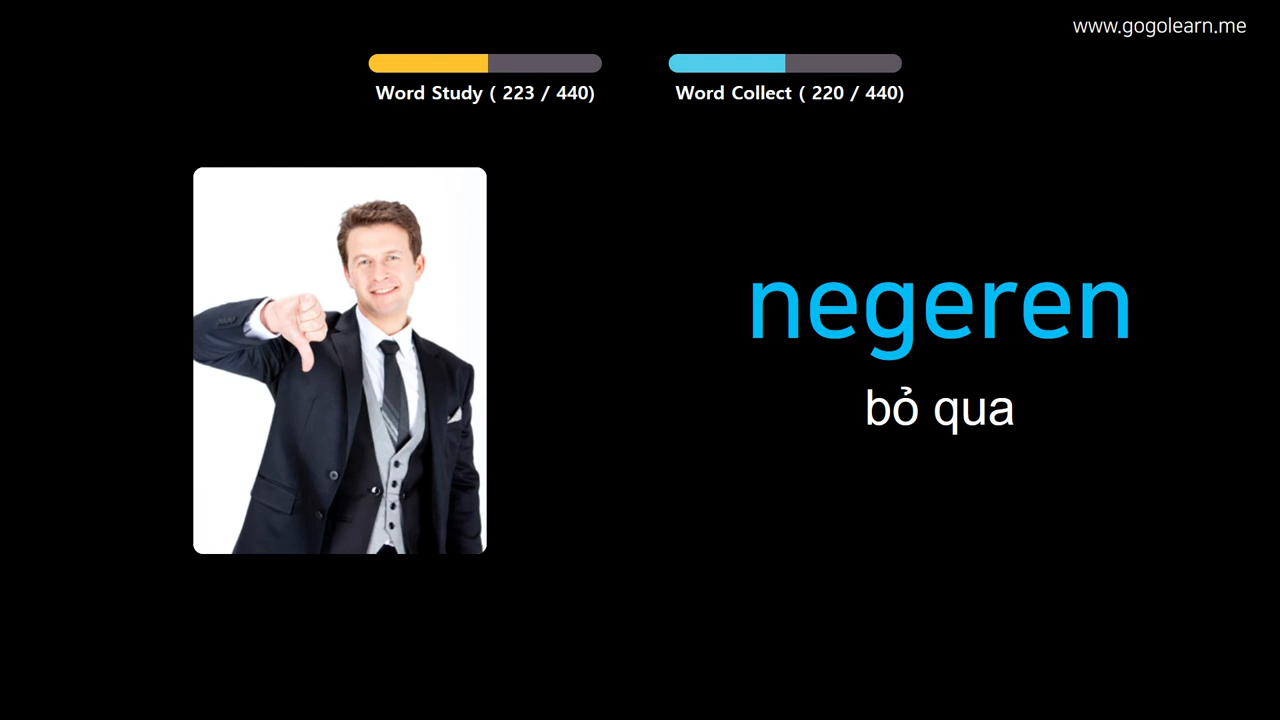 www.gogolearn.me
Word Study ( 223 / 440)
Word Collect ( 220 / 440)
negeren
bỏ qua